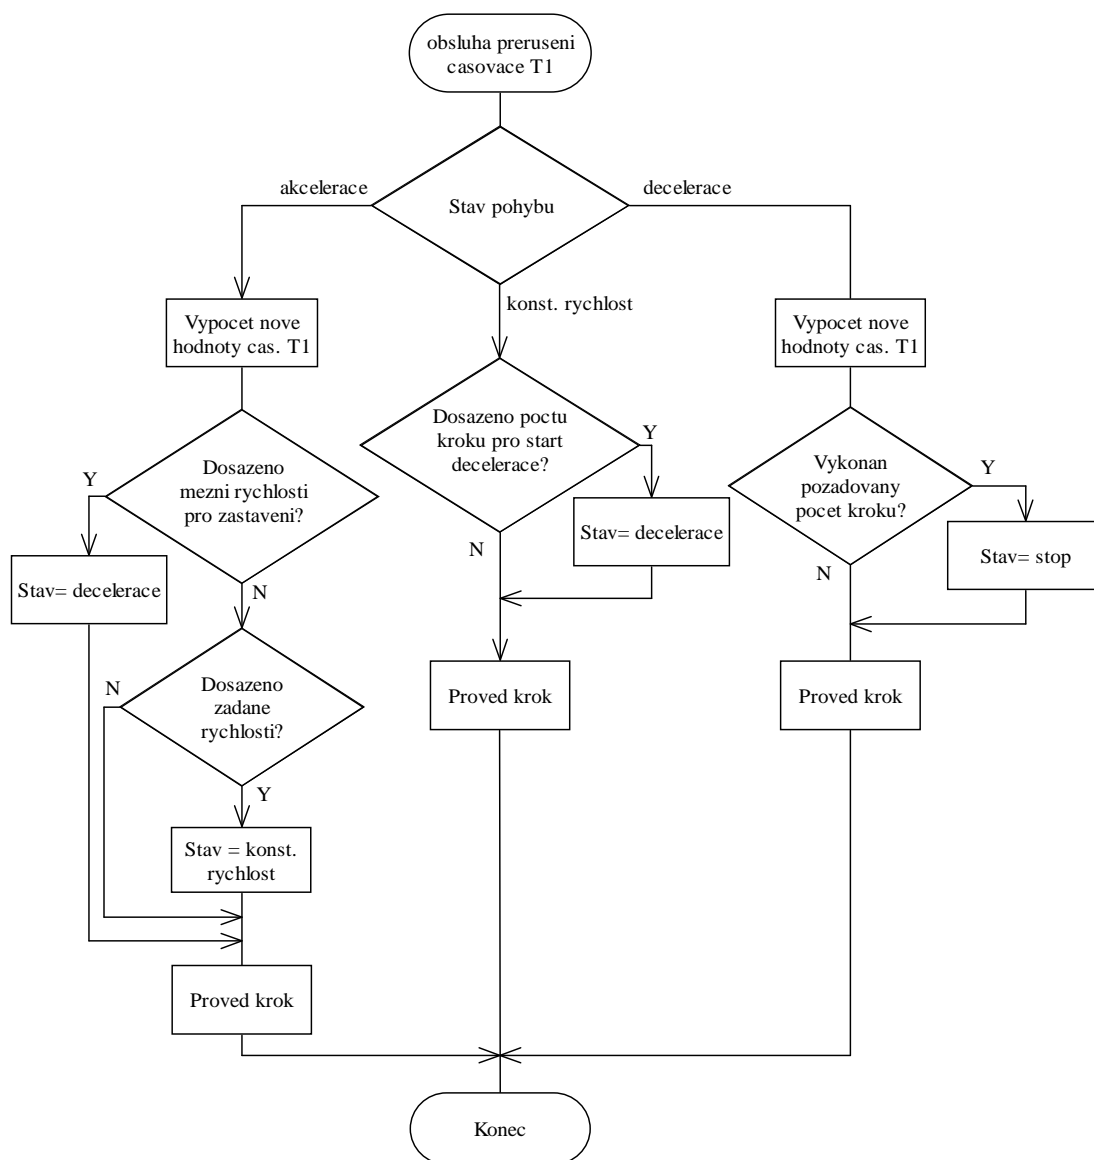 obsluha preruseni
casovace T1
akcelerace
Stav pohybu
decelerace
konst. rychlost
Vypocet nove
hodnoty cas. T1
Vypocet nove
hodnoty cas. T1
Dosazeno poctu
kroku pro start
decelerace?
Y
N
Stav= decelerace
Dosazeno
mezni rychlosti
pro zastaveni?
Y
N
Stav= decelerace
Vykonan
pozadovany
pocet kroku?
Y
N
Stav= stop
Dosazeno
zadane
rychlosti?
N
Y
Stav = konst.
rychlost
Proved krok
Proved krok
Proved krok
Konec